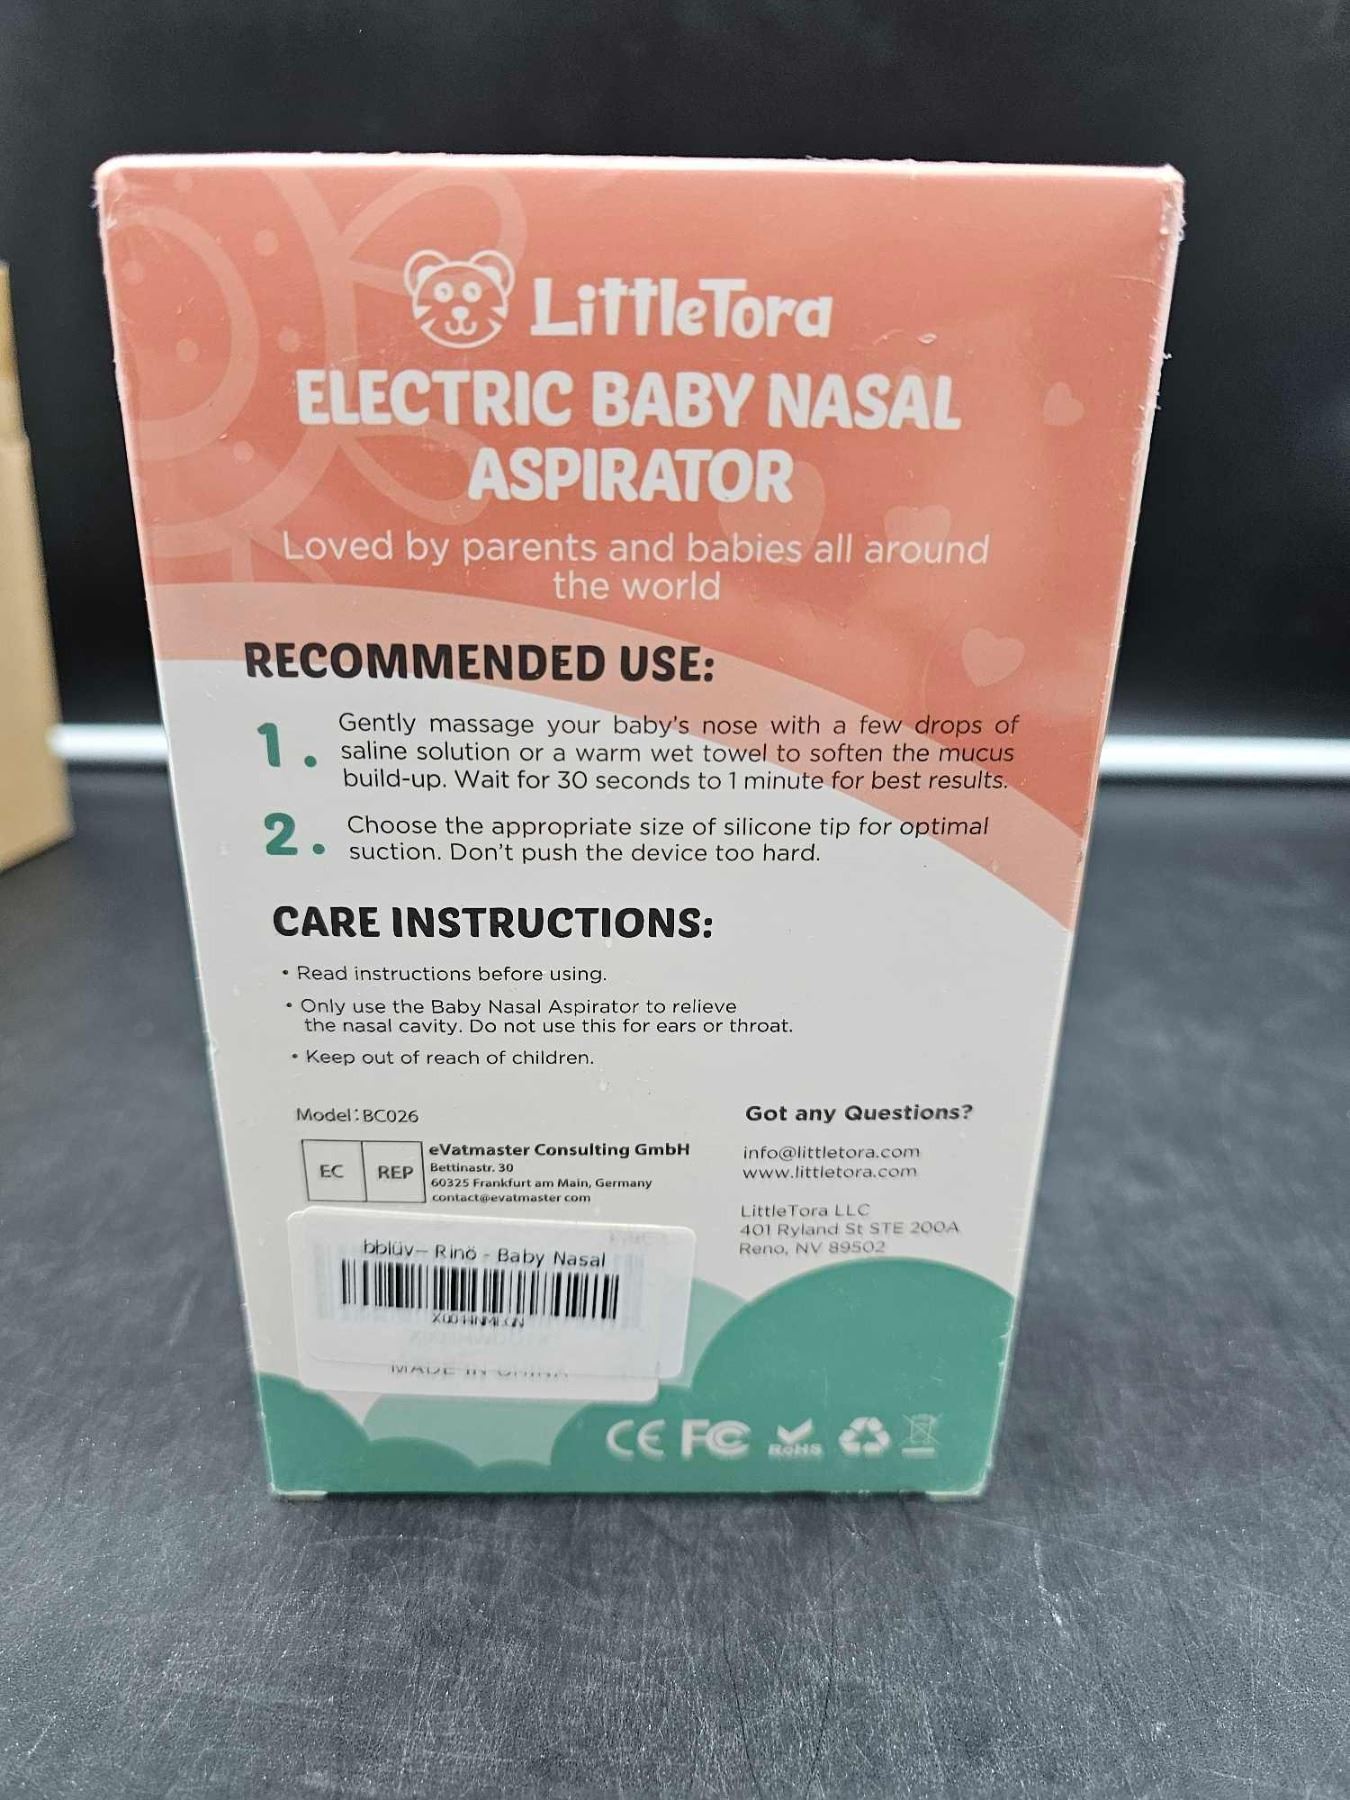 LittleTora
ELECTRIC BABY NASAL
ASPIRATOR
Loved by parents and babies all around
the world
RECOMMENDED USE:
1. Gently massage your baby's nose with a few drops of
saline solution or a warm wet towel to soften the mucus
build-up. Wait for 30 seconds to 1 minute for best results.
2. Choose the appropriate size of silicone tip for optimal
suction. Don't push the device too hard.
CARE INSTRUCTIONS:
• Read instructions before using.
• Only use the Baby Nasal Aspirator to relieve
the nasal cavity. Do not use this for ears or throat.
• Keep out of reach of children.
Model:BC026
EC REP
eVatmaster Consulting GmbH
Bettinastr. 30
60325 Frankfurt am Main, Germany
contact@evatmaster.com
Got any Questions?
info@littletora.com
www.littletora.com
LittleTora LLC
401 Ryland St STE 200A
Reno, NV 89502
bblüv– Rinö - Baby Nasal
MADE IN CHINA
CE FC RoHS